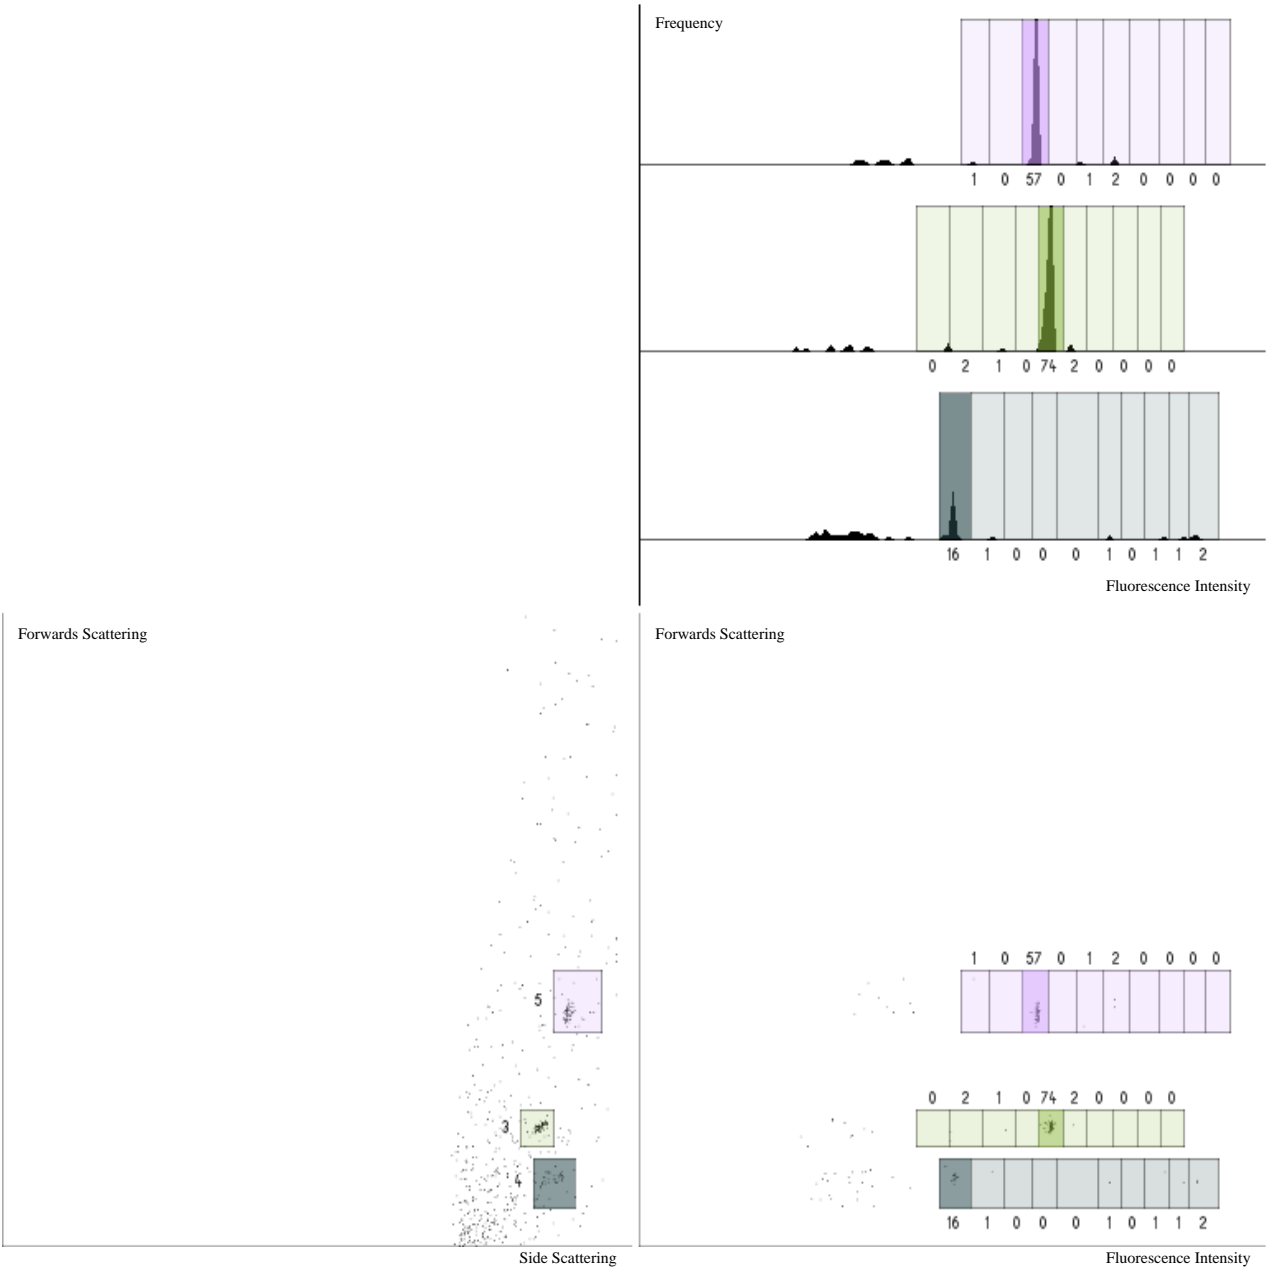 Frequency
1 0 57 0 1 2 0 0 0 0
0 2 1 0 74 2 0 0 0 0
16 1 0 0 0 1 0 1 1 2
Fluorescence Intensity
Forwards Scattering
5
3
4
Side Scattering
Forwards Scattering
1 0 57 0 1 2 0 0 0 0
0 2 1 0 74 2 0 0 0 0
16 1 0 0 0 1 0 1 1 2
Fluorescence Intensity